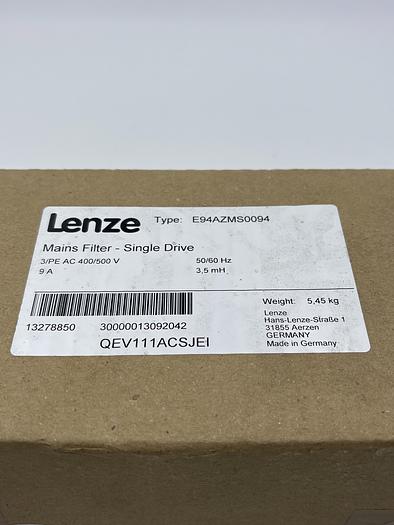 Lenze Type: E94AZMS0094
Mains Filter - Single Drive
3/PE AC 400/500 V 50/60 Hz
9 A 3,5 mH
Weight: 5,45 kg
Lenze
Hans-Lenze-Straße 1
31855 Aerzen
GERMANY
Made in Germany
13278850 30000013092042
QEV111ACSJEI